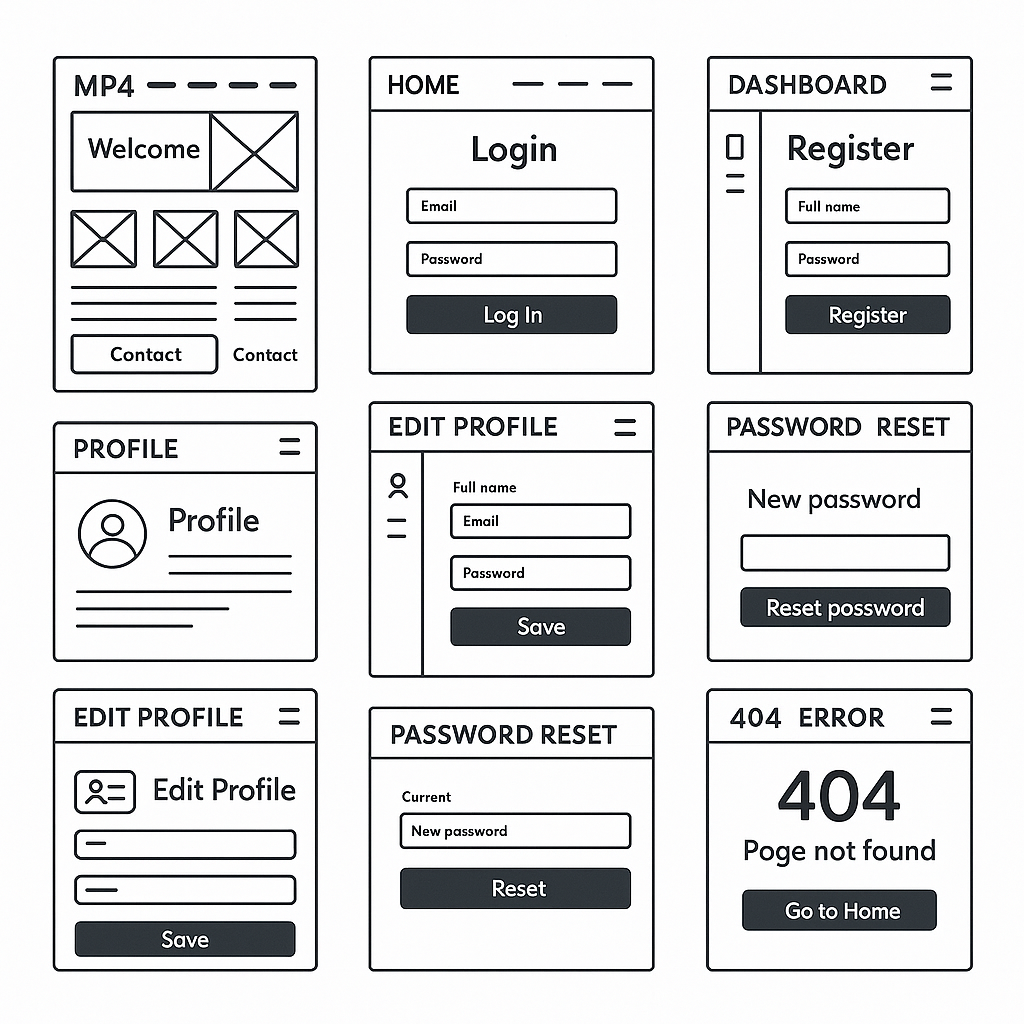 MP4
Welcome
Contact
Contact
HOME
Login
Email
Password
Log In
DASHBOARD
Register
Full name
Password
Register
PROFILE
Profile
EDIT PROFILE
Full name
Email
Password
Save
PASSWORD RESET
New password
Reset possword
EDIT PROFILE
Edit Profile
Save
PASSWORD RESET
Current
New password
Reset
404 ERROR
404
Poge not found
Go to Home